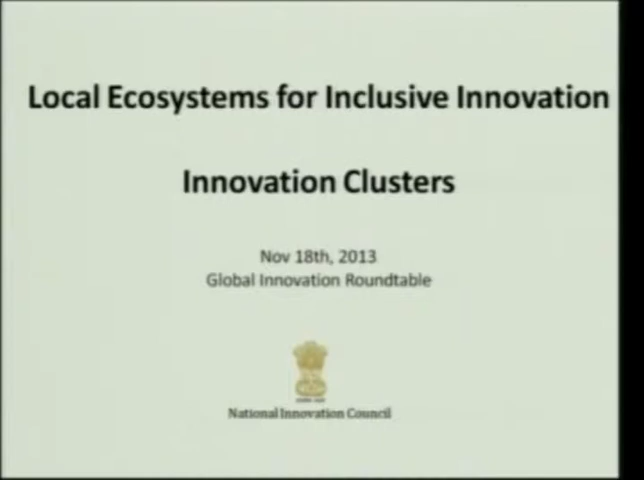 Local Ecosystems for Inclusive Innovation
Innovation Clusters
Nov 18th, 2013
Global Innovation Roundtable
National Innovation Council